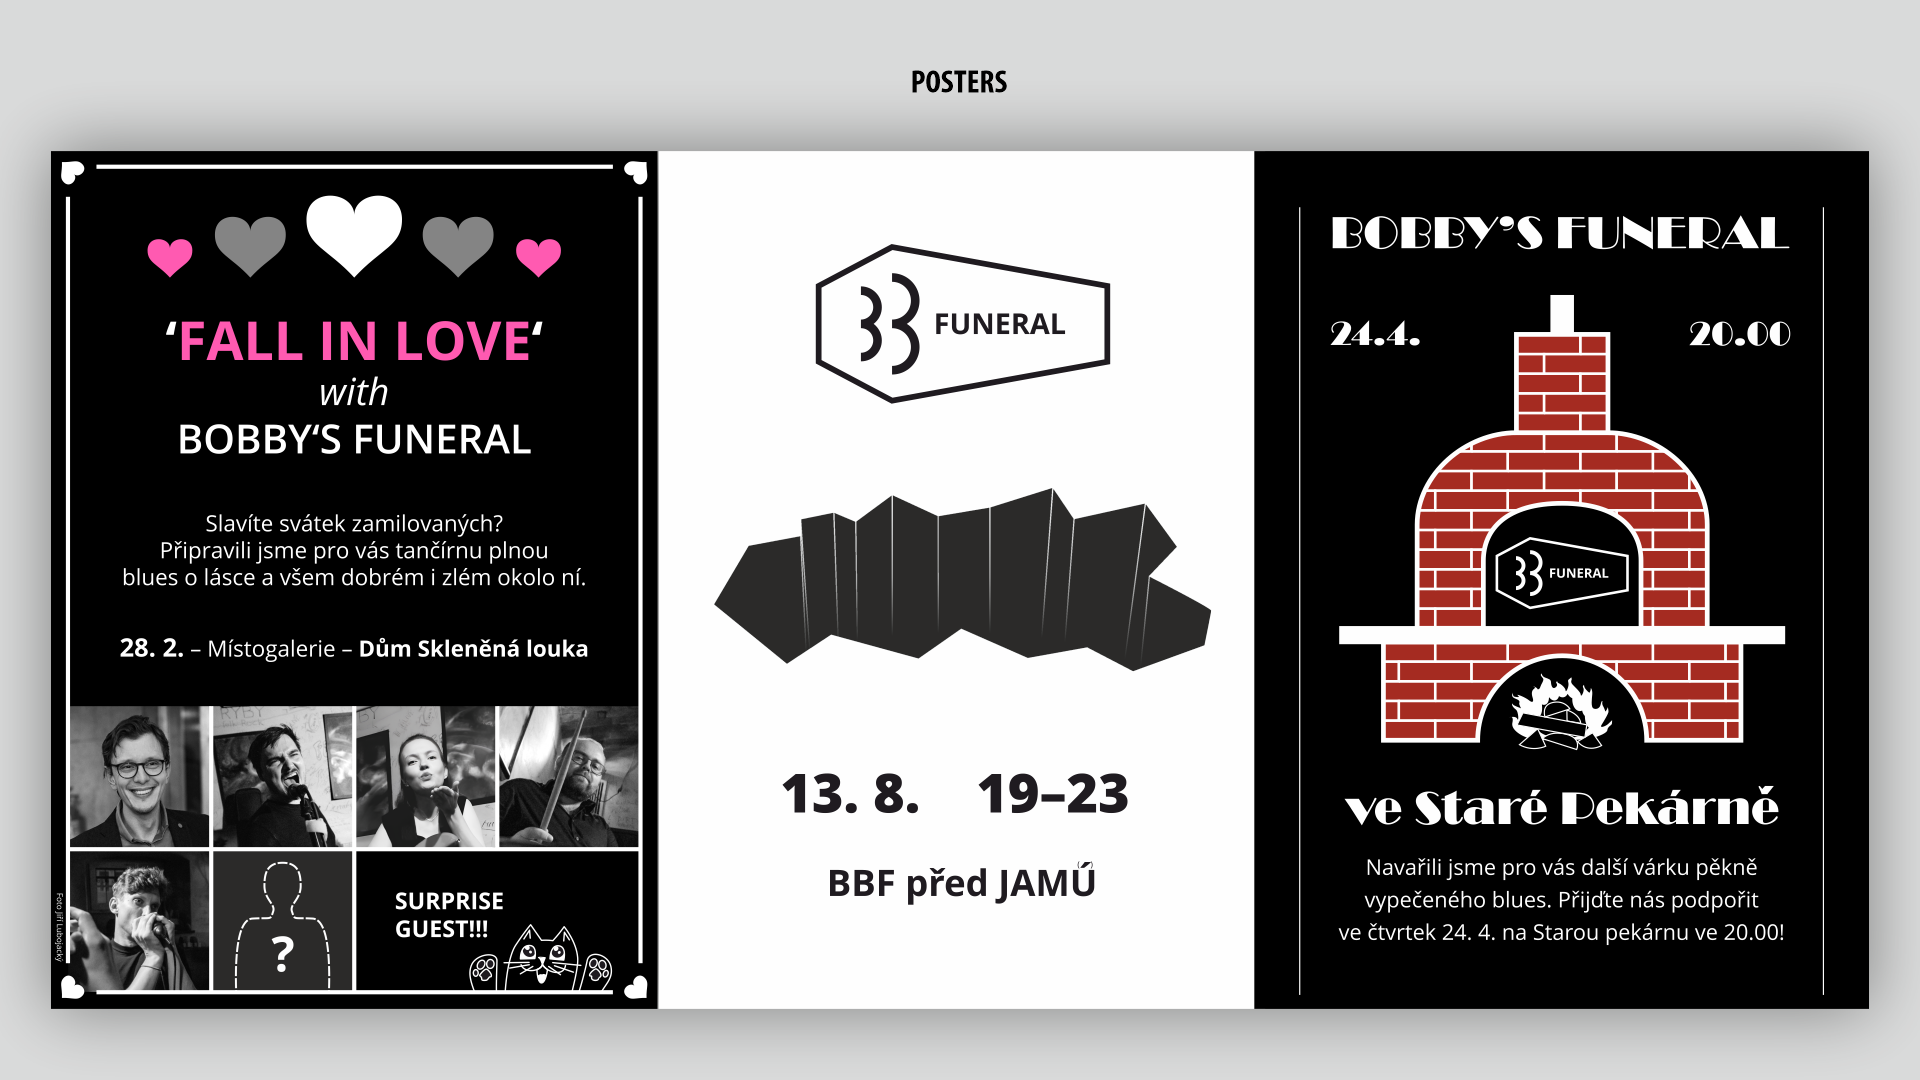 POSTERS
‘FALL IN LOVE‘
with
BOBBY‘S FUNERAL
Slavíte svátek zamilovaných?
Připravili jsme pro vás tančírnu plnou
blues o lásce a všem dobrém i zlém okolo ní.
28. 2. – Místogalerie – Dům Skleněná louka
SURPRISE
GUEST!!!
?
Foto Jiří Lubojacký
BB FUNERAL
13. 8. 19–23
BBF před JAMÚ
BOBBY’S FUNERAL
24.4. 20.00
BB FUNERAL
ve Staré Pekárně
Navařili jsme pro vás další várku pěkně
vypečeného blues. Přijďte nás podpořit
ve čtvrtek 24. 4. na Starou pekárnu ve 20.00!